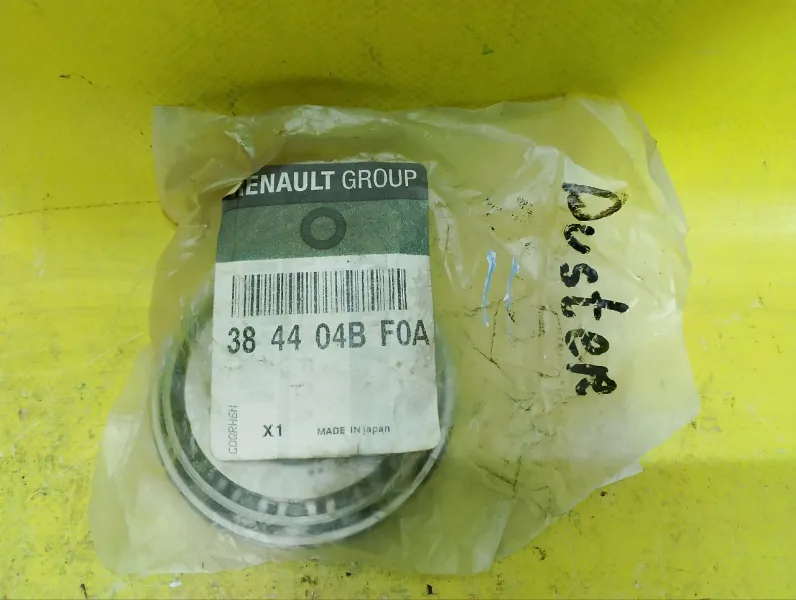 RENAULT GROUP
38 44 04B F0A
X1
MADE IN japan
Duster